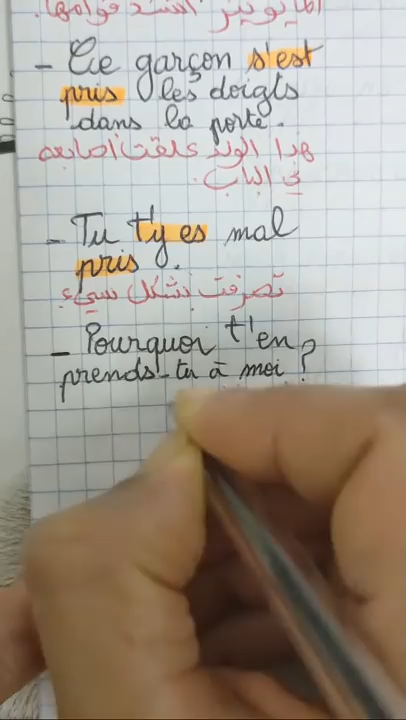 - Ce garçon s'est
pris les doigts
dans la porte.
هذا الولد علقت أصابعه
في الباب.
- Tu t'y es mal
pris.
تصرفت بشكل سيء
- Pourquoi t'en
prends-tu à moi ?